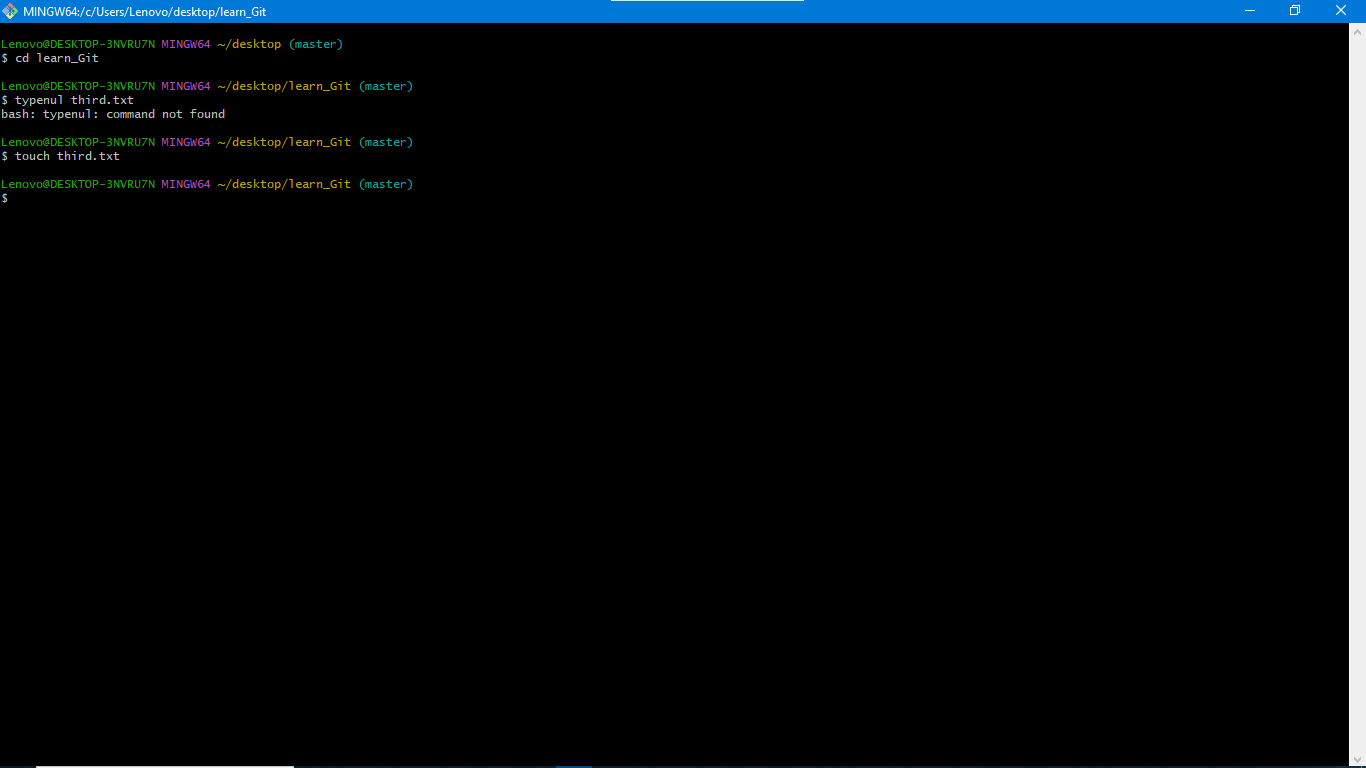 MINGW64:/c/Users/Lenovo/desktop/learn_Git
Lenovo@DESKTOP-3NVRU7N MINGW64 ~/desktop (master)
$ cd learn_Git
Lenovo@DESKTOP-3NVRU7N MINGW64 ~/desktop/learn_Git (master)
$ typenul third.txt
bash: typenul: command not found
Lenovo@DESKTOP-3NVRU7N MINGW64 ~/desktop/learn_Git (master)
$ touch third.txt
Lenovo@DESKTOP-3NVRU7N MINGW64 ~/desktop/learn_Git (master)
$